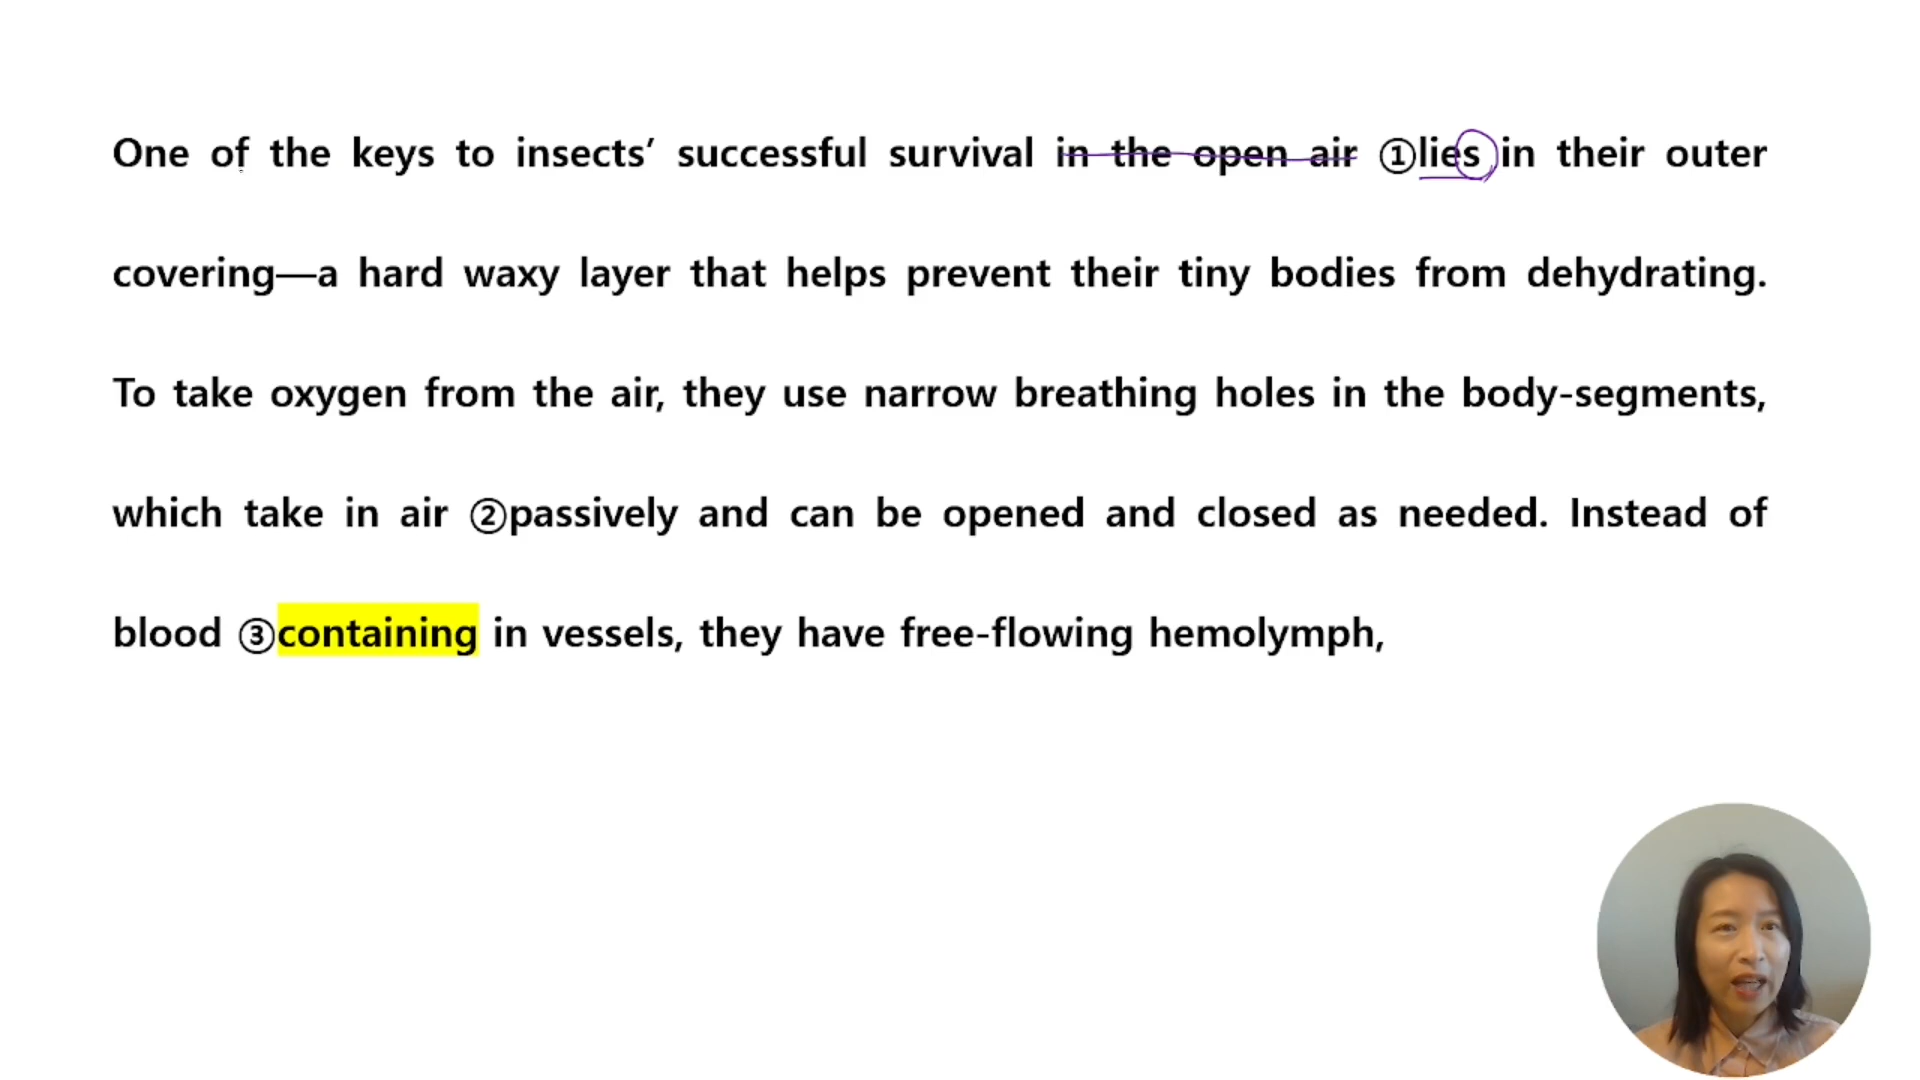 One of the keys to insects’ successful survival in the open air ①lies in their outer
covering—a hard waxy layer that helps prevent their tiny bodies from dehydrating.
To take oxygen from the air, they use narrow breathing holes in the body-segments,
which take in air ②passively and can be opened and closed as needed. Instead of
blood ③containing in vessels, they have free-flowing hemolymph,